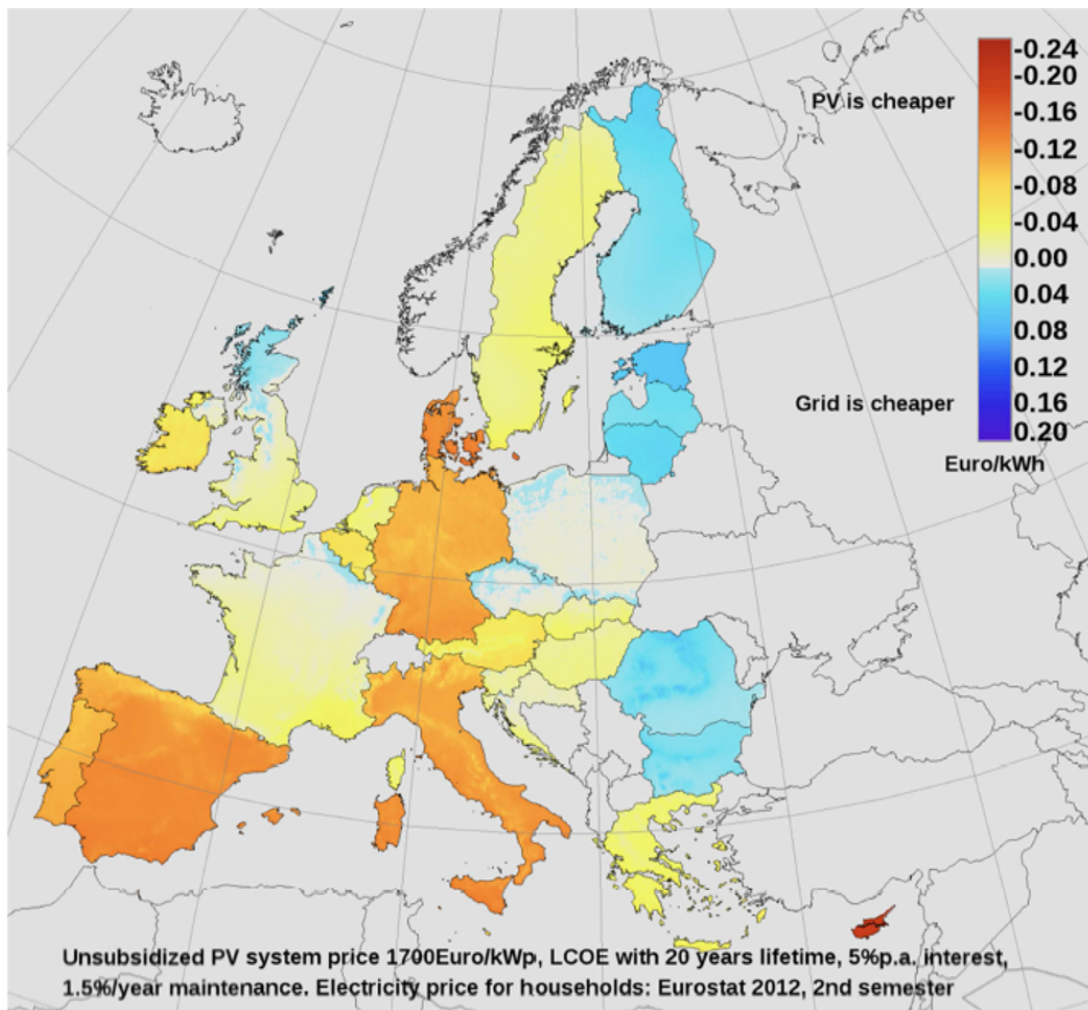 -0.24
-0.20
PV is cheaper
-0.16
-0.12
-0.08
-0.04
0.00
0.04
0.08
0.12
Grid is cheaper
0.16
0.20
Euro/kWh
Unsubsidized PV system price 1700Euro/kWp, LCOE with 20 years lifetime, 5%p.a. interest,
1.5%/year maintenance. Electricity price for households: Eurostat 2012, 2nd semester